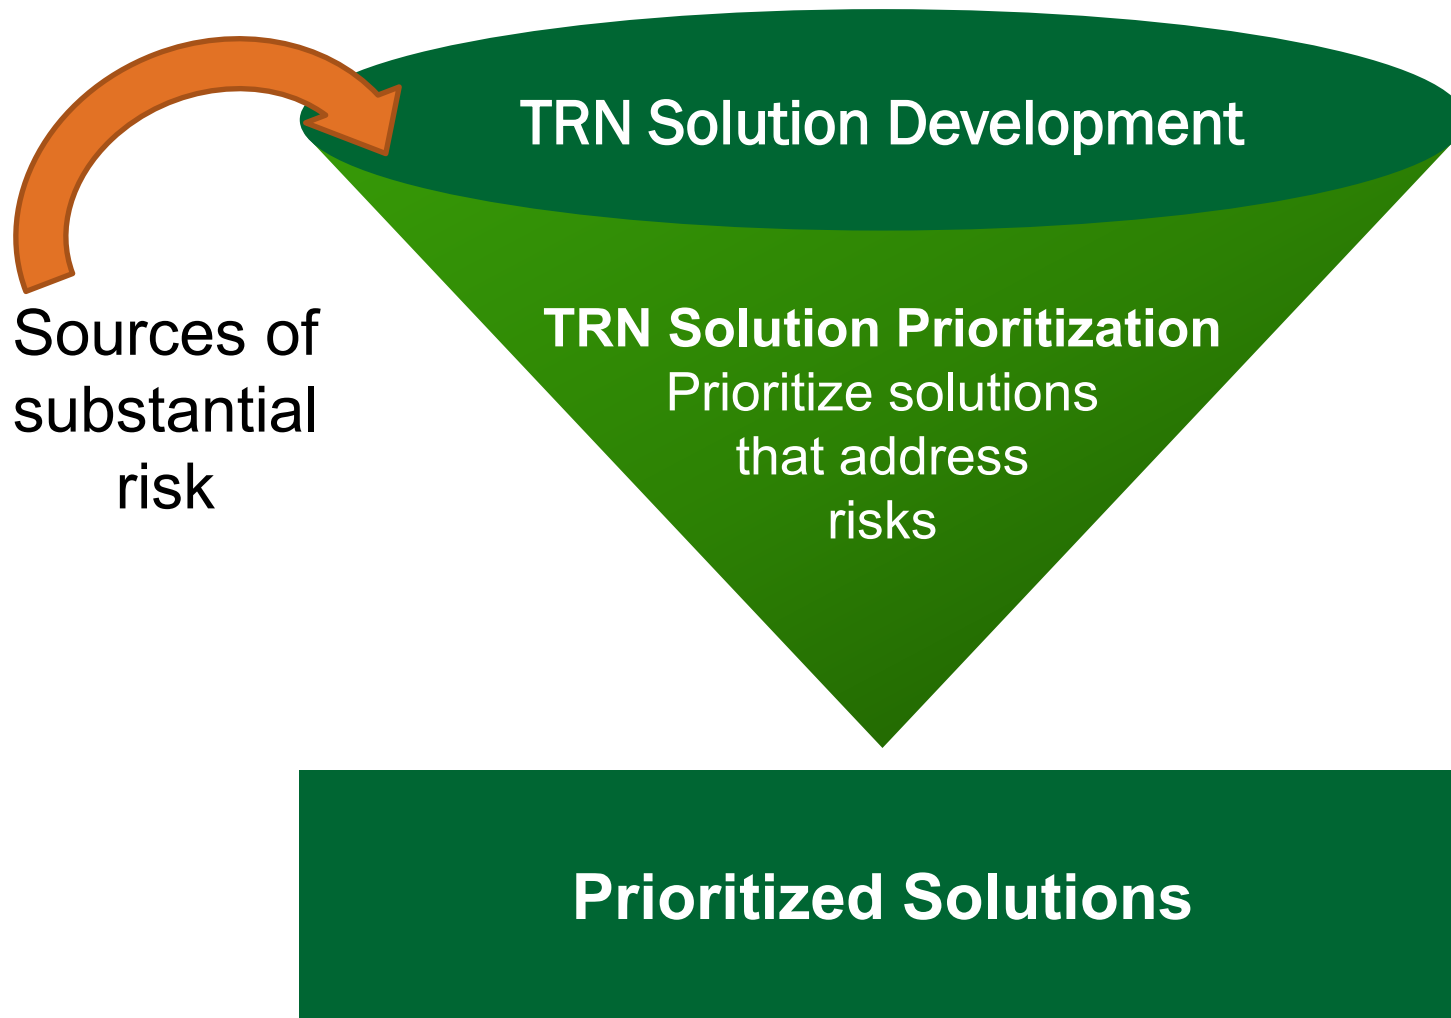 TRN Solution Development
Sources of
substantial
risk
TRN Solution Prioritization
Prioritize solutions
that address
risks
Prioritized Solutions